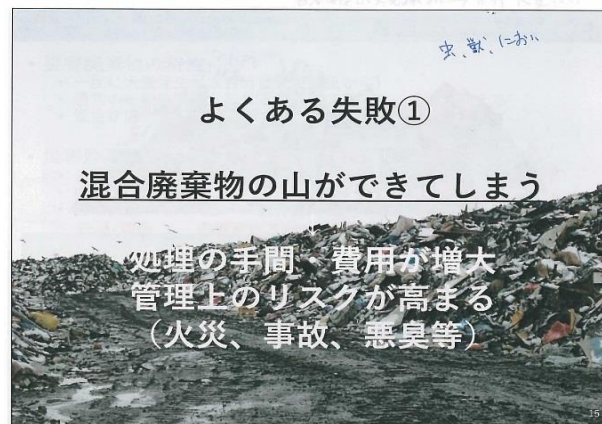 虫、獣、におい
よくある失敗①
混合廃棄物の山ができてしまう
処理の手間　費用が増大
管理上のリスクが高まる
（火災、事故、悪臭等）
15